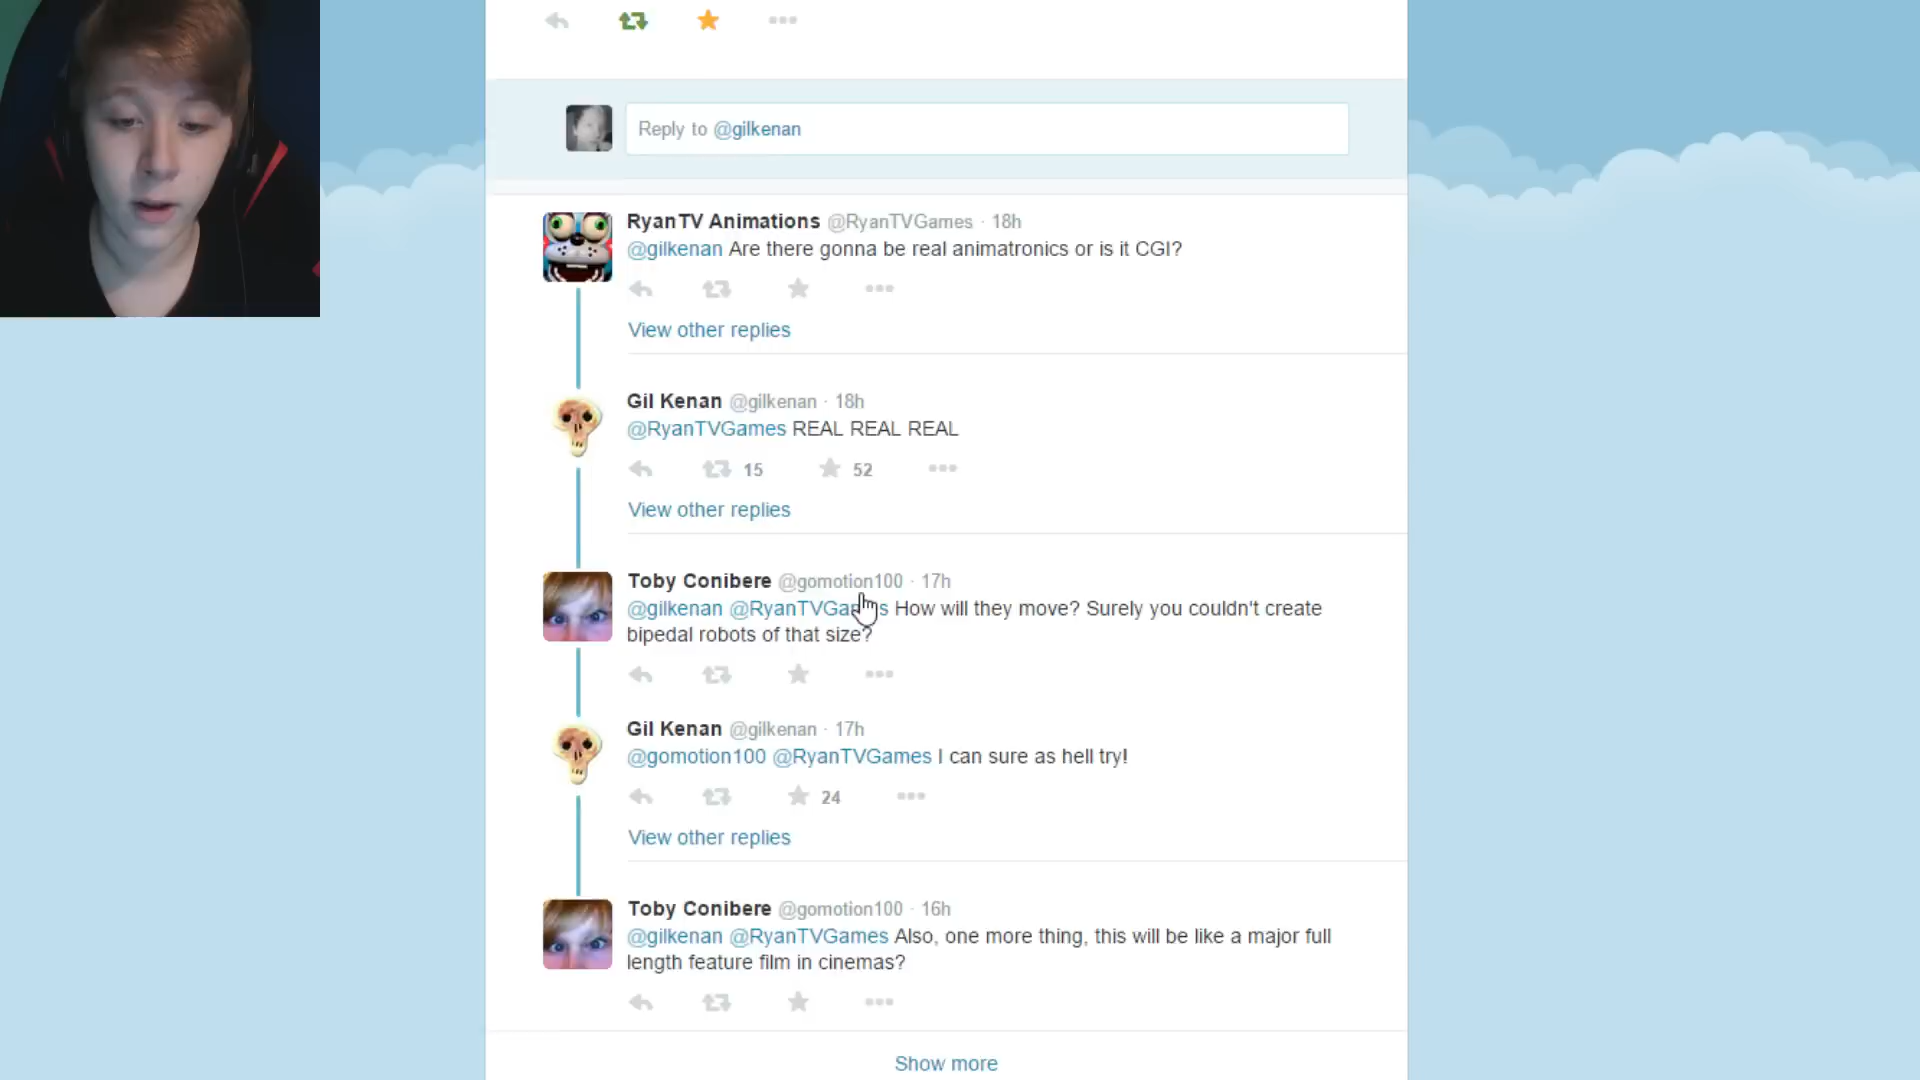 Reply to @gilkenan
RyanTV Animations @RyanTVGames · 18h
@gilkenan Are there gonna be real animatronics or is it CGI?
View other replies
Gil Kenan @gilkenan · 18h
@RyanTVGames REAL REAL REAL
15 52
View other replies
Toby Conibere @gomotion100 · 17h
@gilkenan @RyanTVGames How will they move? Surely you couldn't create
bipedal robots of that size?
Gil Kenan @gilkenan · 17h
@gomotion100 @RyanTVGames I can sure as hell try!
24
View other replies
Toby Conibere @gomotion100 · 16h
@gilkenan @RyanTVGames Also, one more thing, this will be like a major full
length feature film in cinemas?
Show more